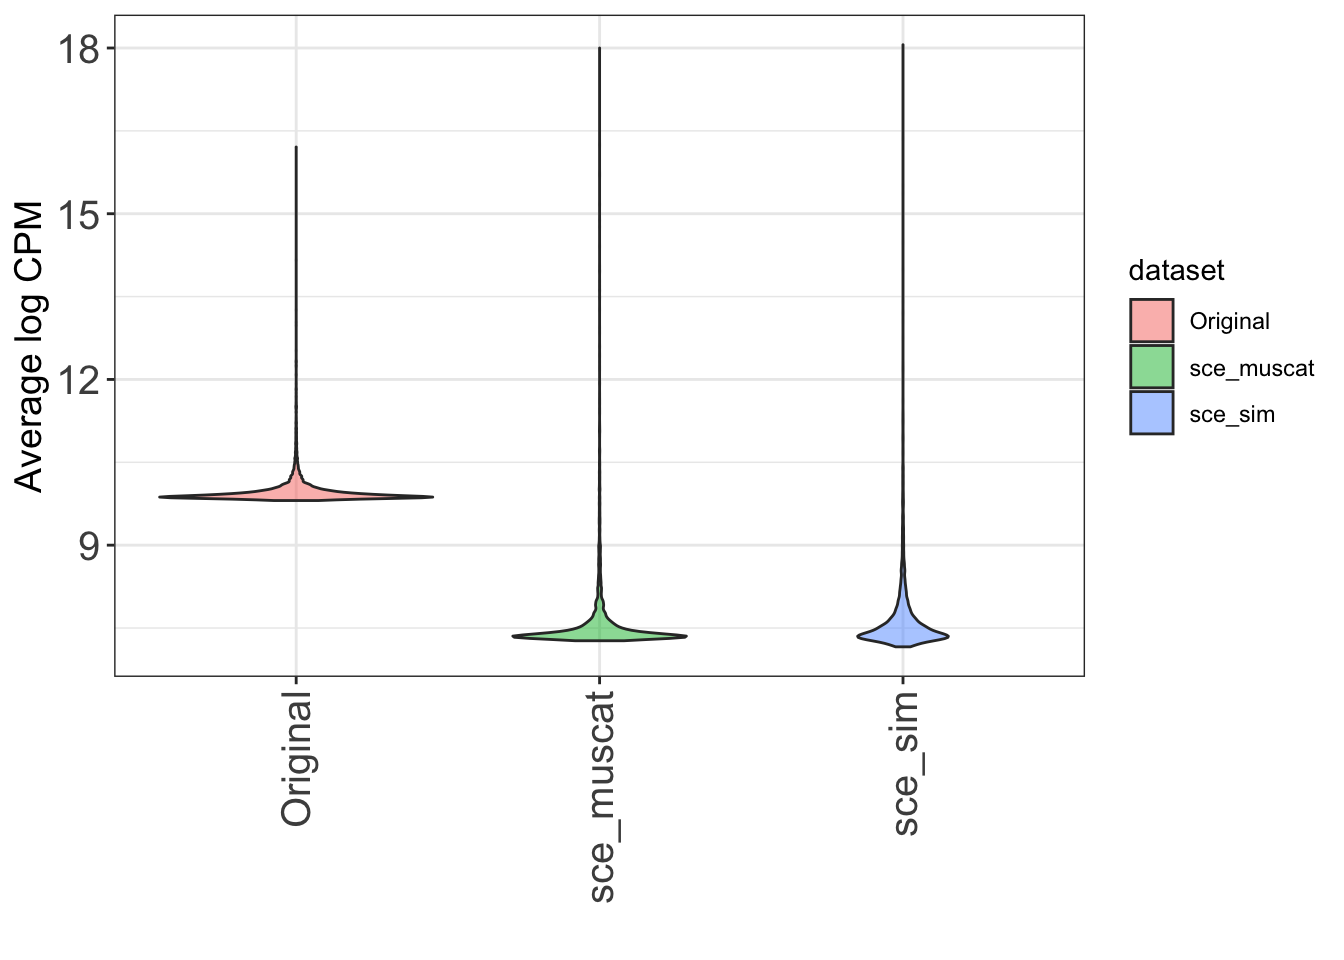 Average log CPM
18
15
12
9
Original
sce_muscat
sce_sim
dataset
Original
sce_muscat
sce_sim